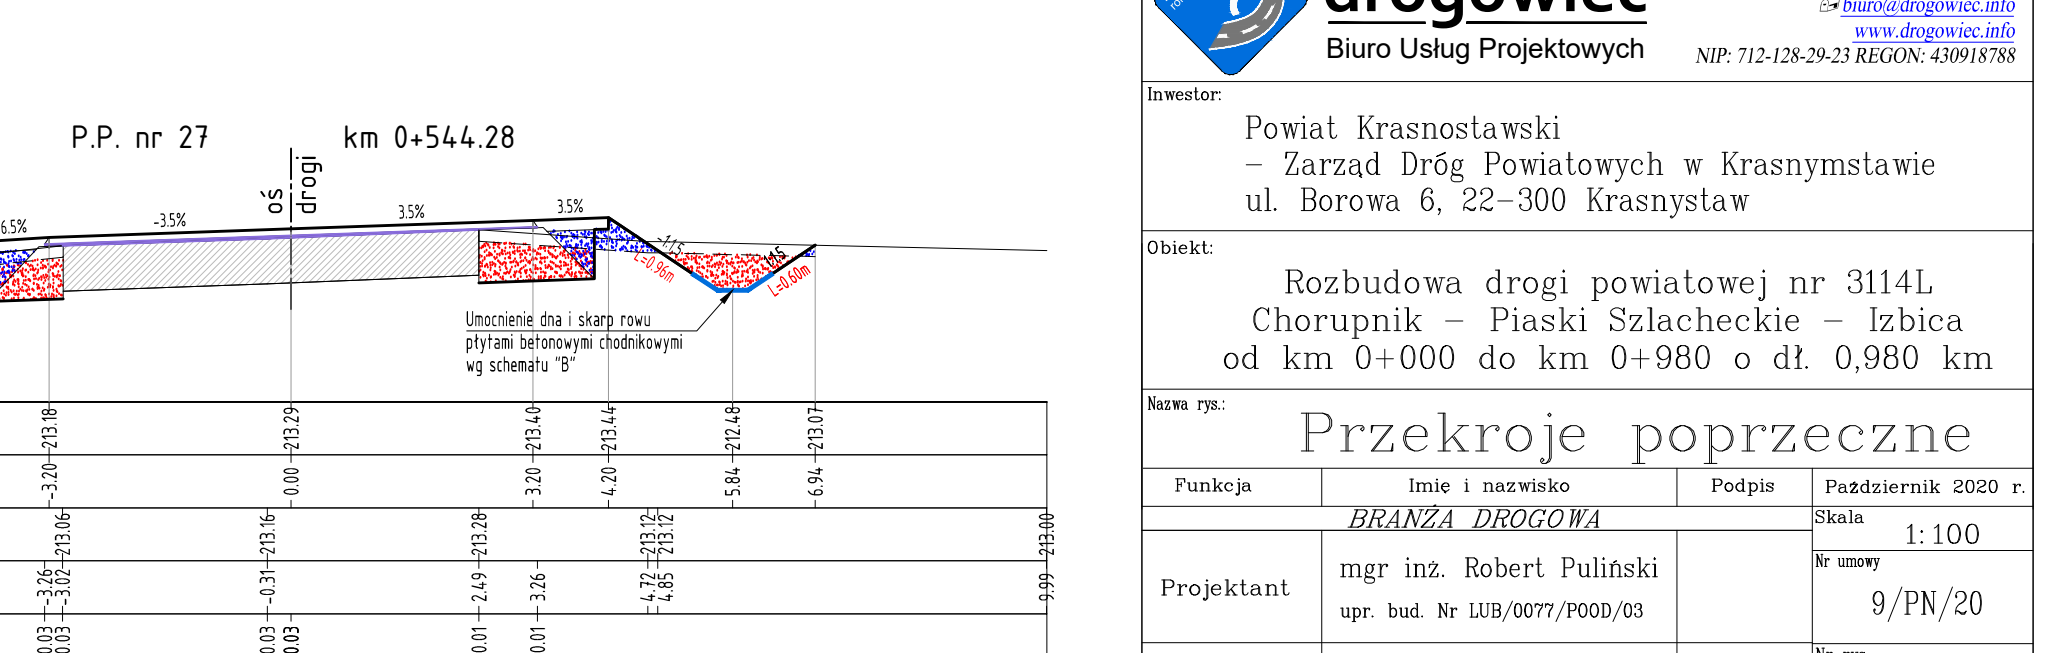 P.P. nr 27
km 0+544.28
oś
drogi
6.5%
-3.5%
3.5%
3.5%
-1:1.5
L=0.96m
1:1.5
L=0.60m
Umocnienie dna i skarp rowu
płytami betonowymi chodnikowymi
wg schematu "B"
213.18
213.29
213.40
213.44
212.48
213.07
-3.20
0.00
3.20
4.20
5.84
6.94
213.06
213.16
213.28
213.12
213.12
213.00
-3.26
-3.02
-0.31
2.49
3.26
4.72
4.85
9.99
0.03
0.03
0.03
0.03
0.01
0.01
drogowiec
Biuro Usług Projektowych
biuro@drogowiec.info
www.drogowiec.info
NIP: 712-128-29-23 REGON: 430918788
Inwestor:
Powiat Krasnostawski
– Zarząd Dróg Powiatowych w Krasnymstawie
ul. Borowa 6, 22–300 Krasnystaw
Obiekt:
Rozbudowa drogi powiatowej nr 3114L
Chorupnik – Piaski Szlacheckie – Izbica
od km 0+000 do km 0+980 o dł. 0,980 km
Nazwa rys.:
Przekroje poprzeczne
Funkcja
Imię i nazwisko
Podpis
Październik 2020 r.
BRANŻA DROGOWA
Skala
1:100
Projektant
mgr inż. Robert Puliński
upr. bud. Nr LUB/0077/POOD/03
Nr umowy
9/PN/20
Nr rys.